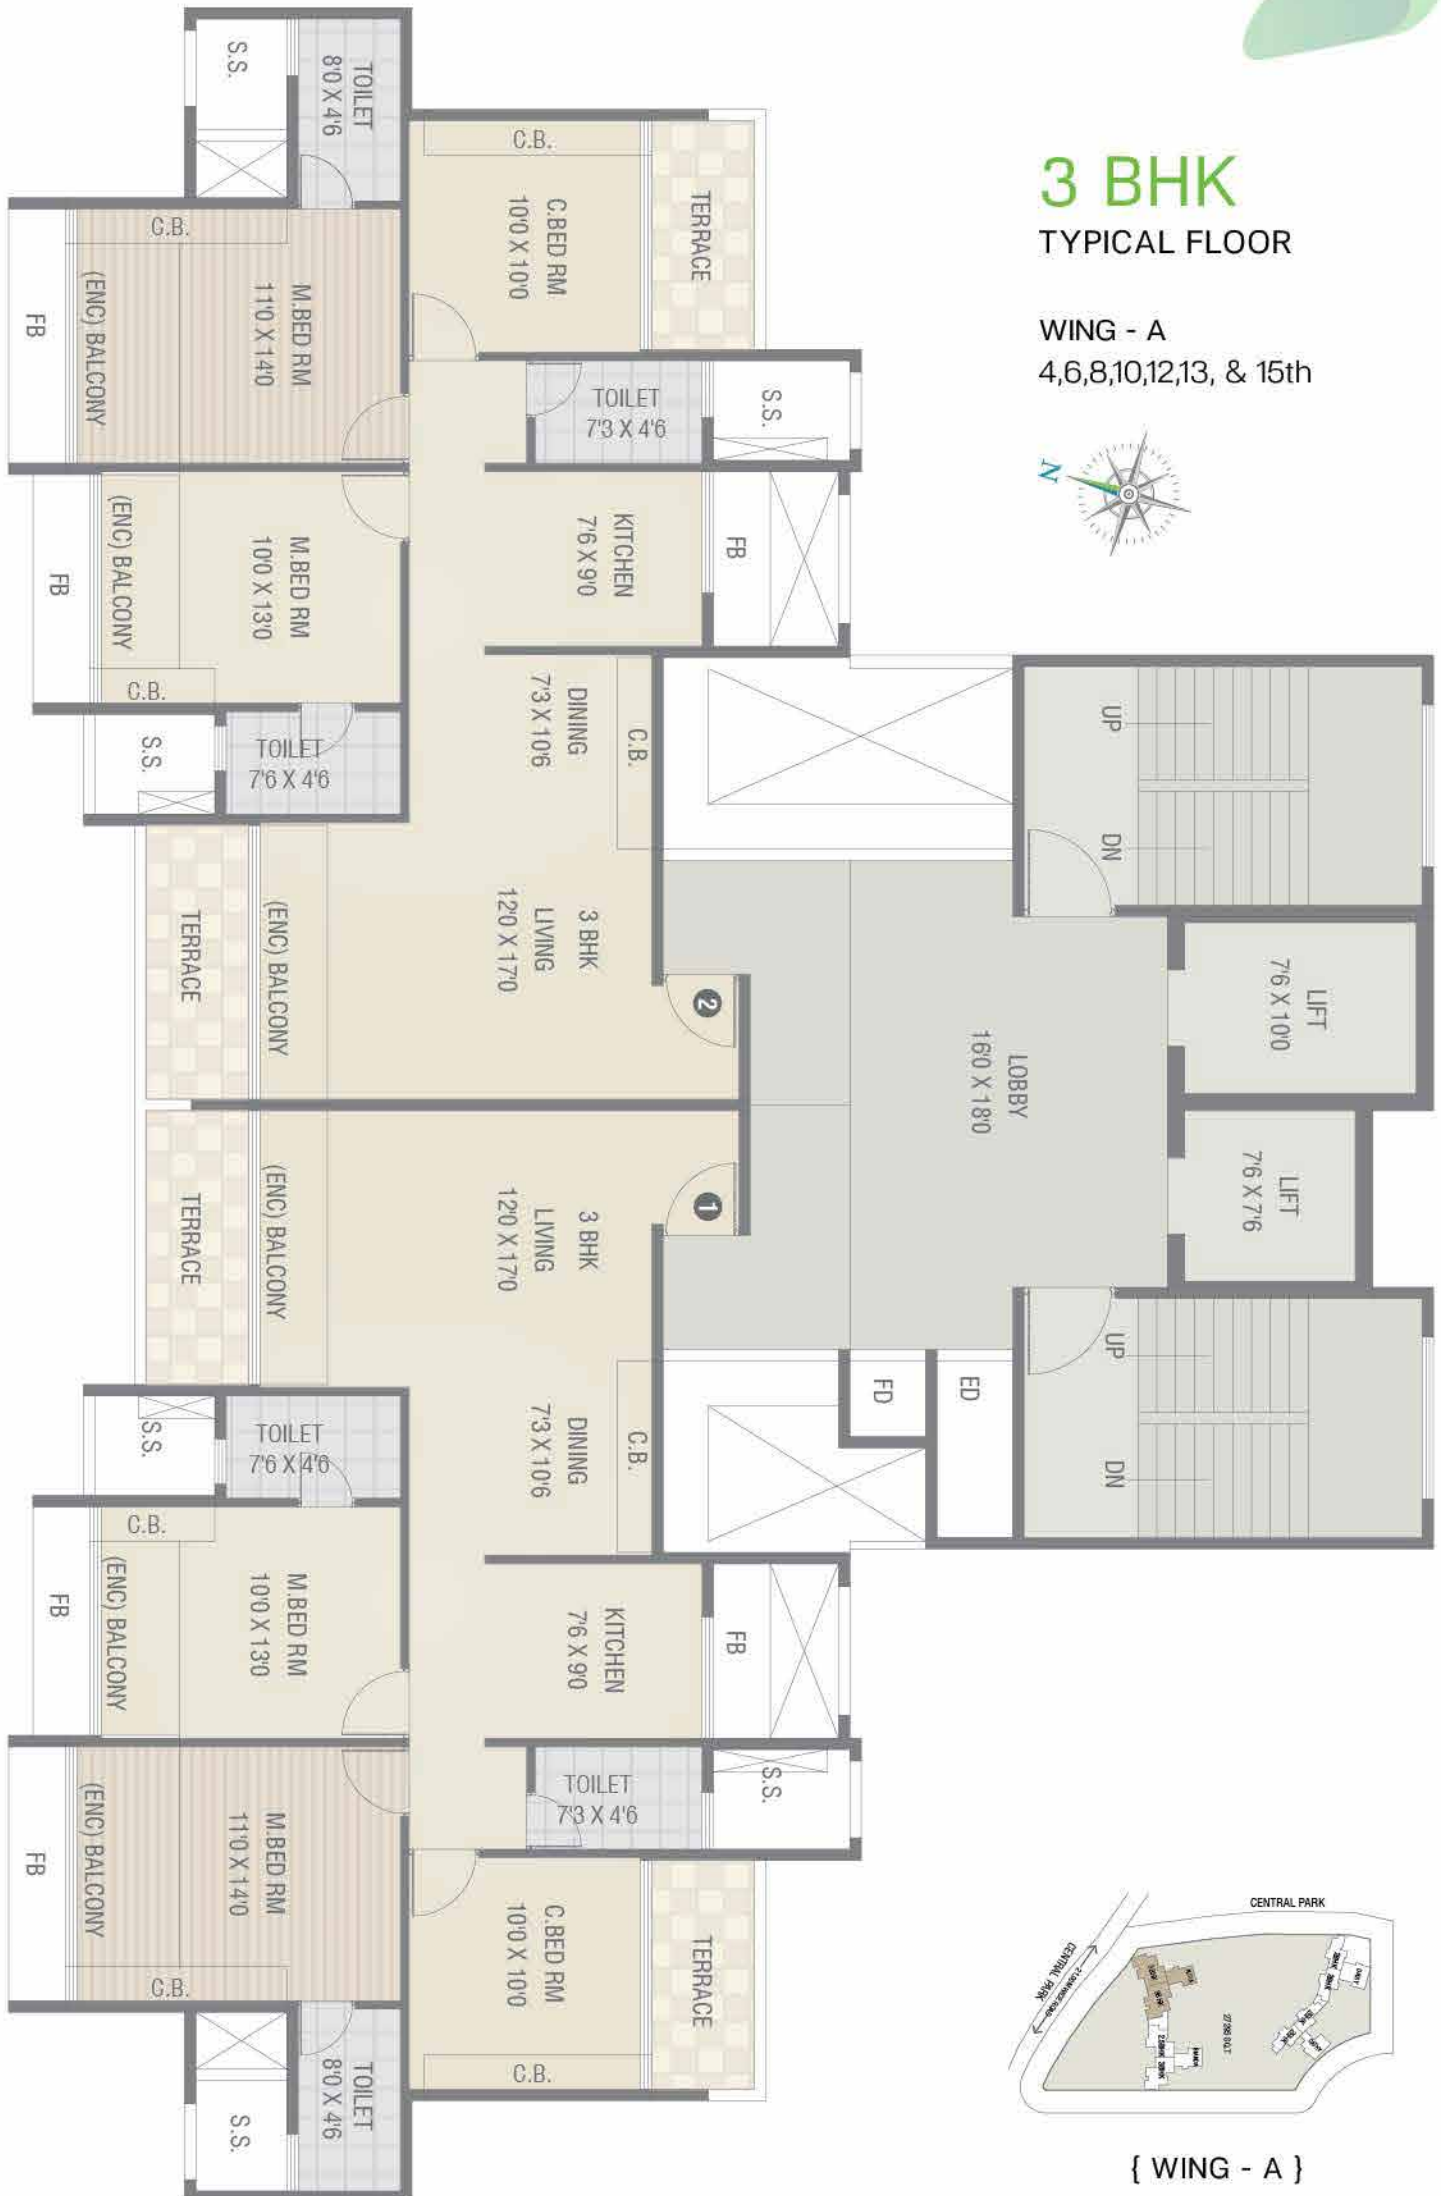 3 BHK
TYPICAL FLOOR
WING - A
4,6,8,10,12,13, & 15th
N
S.S.
TOILET
8'0 X 4'6
C.B.
C.BED RM
10'0 X 10'0
TERRACE
C.B.
M.BED RM
11'0 X 14'0
(ENC) BALCONY
FB
TOILET
7'3 X 4'6
S.S.
KITCHEN
7'6 X 9'0
FB
M.BED RM
10'0 X 13'0
(ENC) BALCONY
FB
C.B.
TOILET
7'6 X 4'6
S.S.
DINING
7'3 X 10'6
C.B.
3 BHK
LIVING
12'0 X 17'0
(ENC) BALCONY
TERRACE
2
UP
DN
LIFT
7'6 X 10'0
LOBBY
16'0 X 18'0
LIFT
7'6 X 7'6
1
3 BHK
LIVING
12'0 X 17'0
(ENC) BALCONY
TERRACE
UP
DN
FD
ED
DINING
7'3 X 10'6
C.B.
TOILET
7'6 X 4'6
S.S.
C.B.
M.BED RM
10'0 X 13'0
(ENC) BALCONY
FB
KITCHEN
7'6 X 9'0
FB
TOILET
7'3 X 4'6
S.S.
M.BED RM
11'0 X 14'0
(ENC) BALCONY
FB
C.B.
C.BED RM
10'0 X 10'0
TERRACE
C.B.
TOILET
8'0 X 4'6
S.S.
CENTRAL PARK
CENTRAL PARK
{ WING - A }